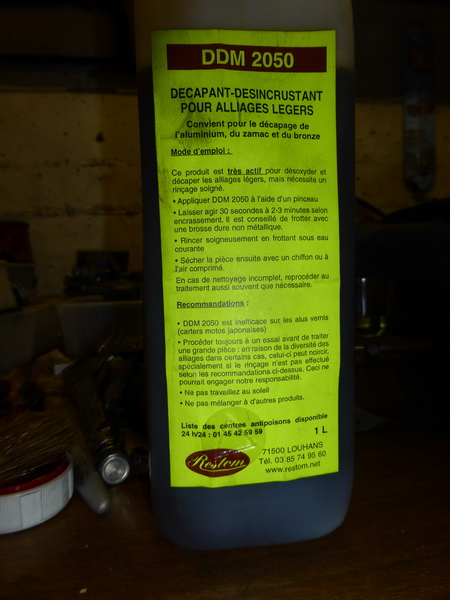 DDM 2050
DECAPANT-DESINCRUSTANT
POUR ALLIAGES LEGERS
Convient pour le décapage de
l'aluminium, du zamac et du bronze
Mode d'emploi :
Ce produit est très actif pour désoxyder et
décaper les alliages légers, mais nécessite un
rinçage soigné.
• Appliquer DDM 2050 à l'aide d'un pinceau
• Laisser agir 30 secondes à 2-3 minutes selon
encrassement. Il est conseillé de frotter avec
une brosse dure non métallique.
• Rincer soigneusement en frottant sous eau
courante
• Sécher la pièce ensuite avec un chiffon ou à
l'air comprimé.
En cas de nettoyage incomplet, reprocéder au
traitement aussi souvent que nécessaire.
Recommandations :
• DDM 2050 est inefficace sur les alus vernis
(carters motos japonaises)
• Procéder toujours à un essai avant de traiter
une grande pièce : en raison de la diversité des
alliages dans certains cas, celui-ci peut noircir,
spécialement si le rinçage n'est pas effectué
selon les recommandations ci-dessus. Ceci ne
pourrait engager notre responsabilité.
• Ne pas travaillez au soleil
• Ne pas mélanger à d'autres produits.
Liste des centres antipoisons disponible
24 h/24 : 01 45 42 59 59
1 L
Restom
71500 LOUHANS
Tél. 03 85 74 95 60
www.restom.net